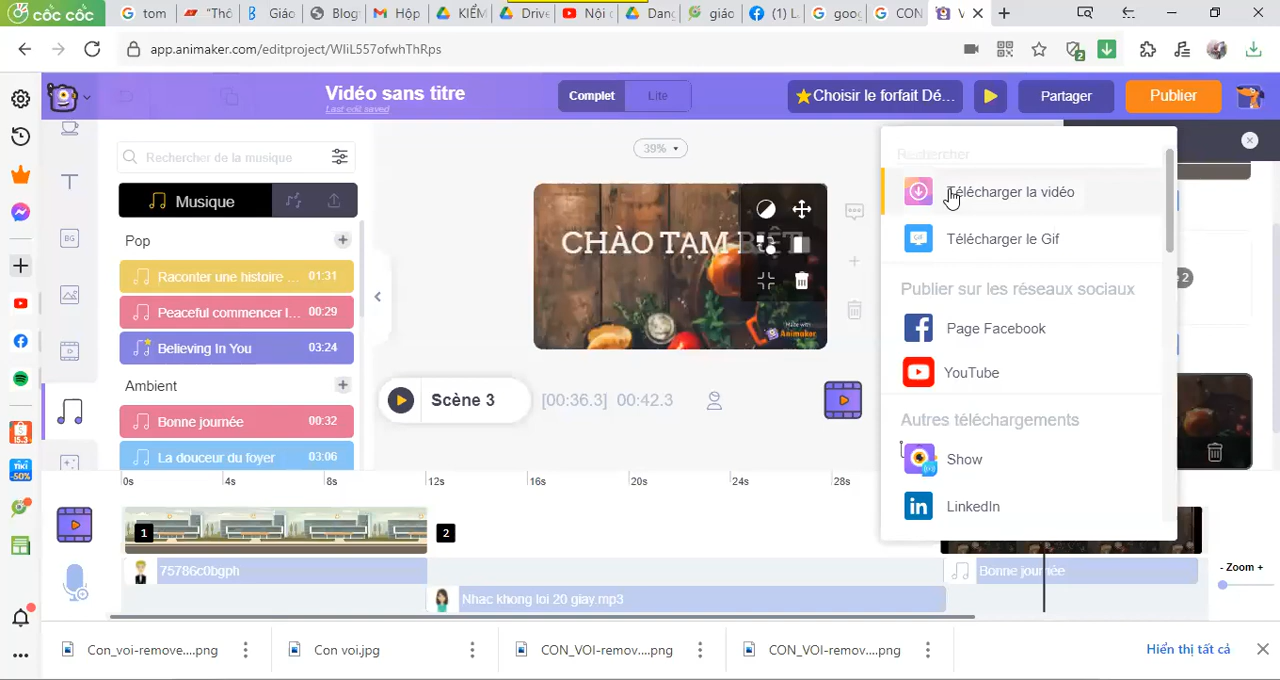 cốc cốc
tom
"Thơ
Giáo
Blog
Hộp
KIỂM
Drive
Nội d
Dang
giáo
(1) L
goog
CON
V
app.animaker.com/editproject/WIiL557ofwhThRps
2
Vidéo sans titre
Last edit saved
Complet
Lite
Choisir le forfait Dé...
Partager
Publier
Rechercher de la musique
39%
Rechercher
Musique
Télécharger la vidéo
Pop
CHÀO TẠM BIỆT
Télécharger le Gif
Raconter une histoire ... 01:31
2
Publier sur les réseaux sociaux
Peaceful commencer l... 00:29
Page Facebook
Believing In You 03:24
Made with
Animaker
YouTube
Ambient
Scène 3
[00:36.3] 00:42.3
Bonne journée 00:32
Autres téléchargements
La douceur du foyer 03:06
Show
0s 4s 8s 12s 16s 20s 24s 28s
LinkedIn
1
2
75786c0bgph
Bonne journée
- Zoom +
Nhac khong loi 20 giay.mp3
Con_voi-remove....png
Con voi.jpg
CON_VOI-remov....png
CON_VOI-remov....png
Hiển thị tất cả